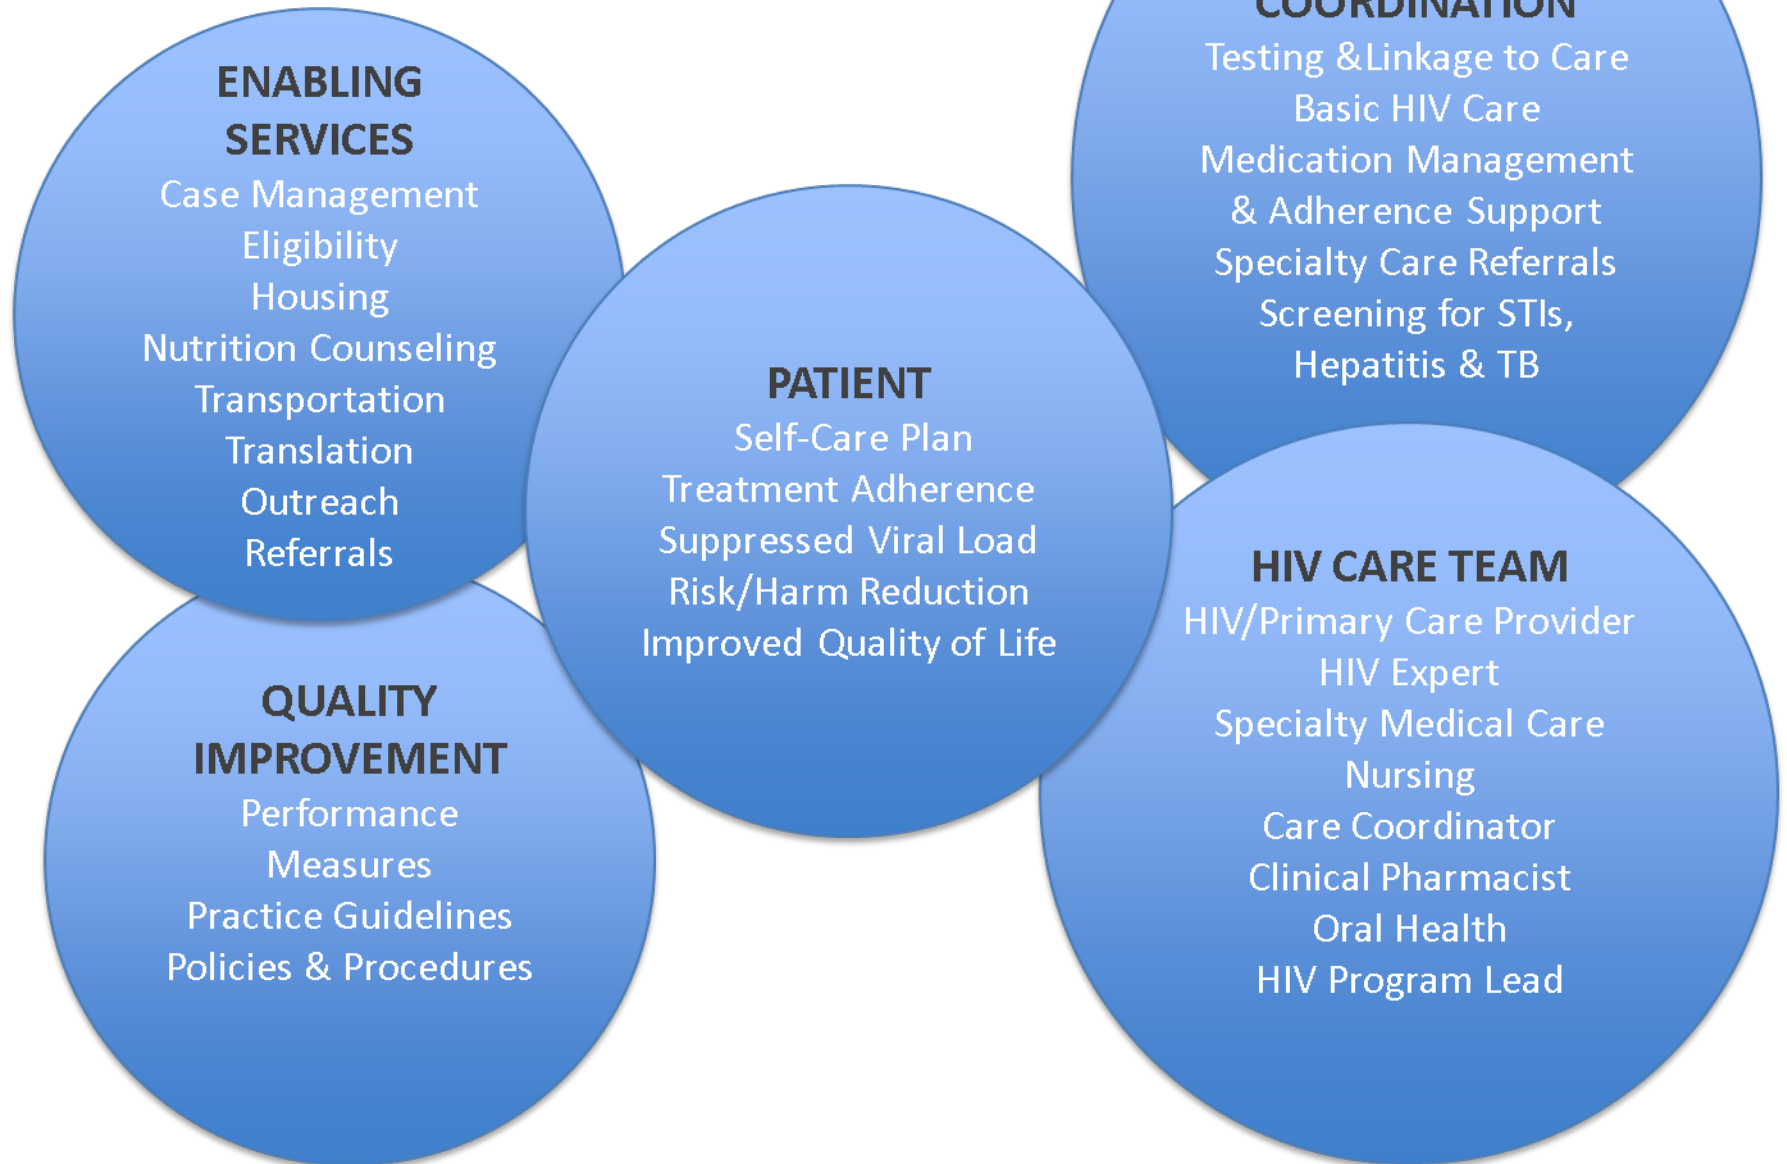 ENABLING
SERVICES
Case Management
Eligibility
Housing
Nutrition Counseling
Transportation
Translation
Outreach
Referrals
COORDINATION
Testing &Linkage to Care
Basic HIV Care
Medication Management
& Adherence Support
Specialty Care Referrals
Screening for STIs,
Hepatitis & TB
PATIENT
Self-Care Plan
Treatment Adherence
Suppressed Viral Load
Risk/Harm Reduction
Improved Quality of Life
QUALITY
IMPROVEMENT
Performance
Measures
Practice Guidelines
Policies & Procedures
HIV CARE TEAM
HIV/Primary Care Provider
HIV Expert
Specialty Medical Care
Nursing
Care Coordinator
Clinical Pharmacist
Oral Health
HIV Program Lead